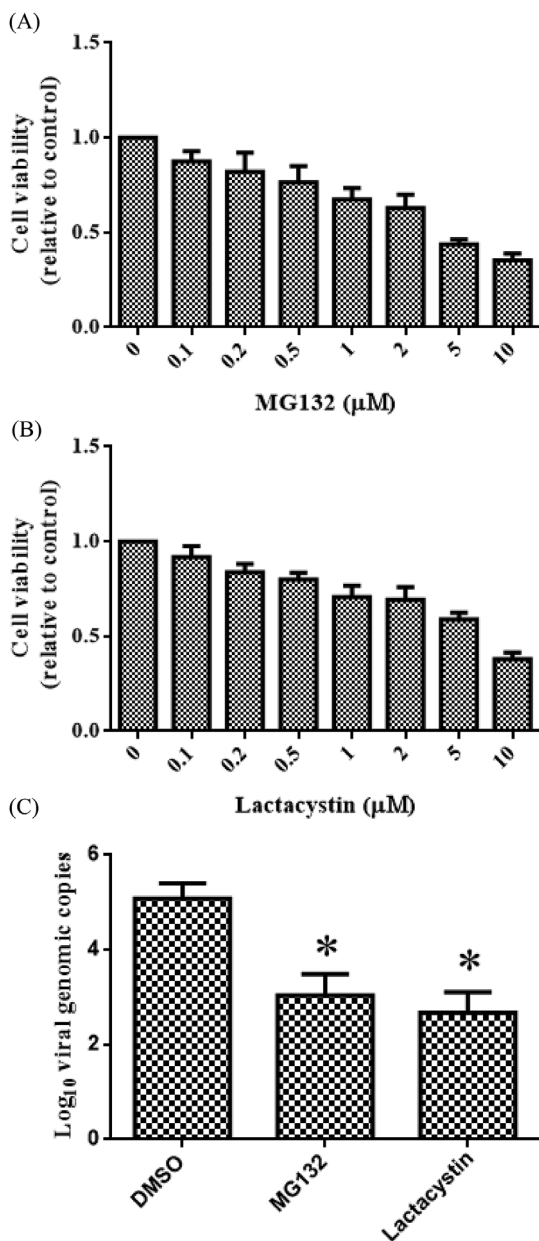 (A)
Cell viability
(relative to control)
1.5
1.0
0.5
0.0
0 0.1 0.2 0.5 1 2 5 10
MG132 (μM)
(B)
Cell viability
(relative to control)
1.5
1.0
0.5
0.0
0 0.1 0.2 0.5 1 2 5 10
Lactacystin (μM)
(C)
Log₁₀ viral genomic copies
6
4
2
0
* *
DMSO MG132 Lactacystin